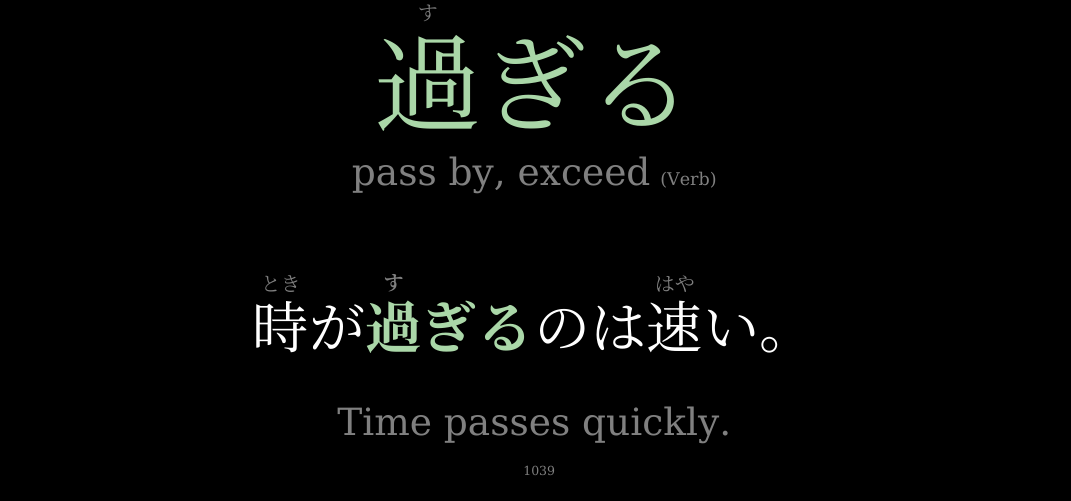 す
過ぎる
pass by, exceed (Verb)
とき す はや
時が過ぎるのは速い。
Time passes quickly.
1039